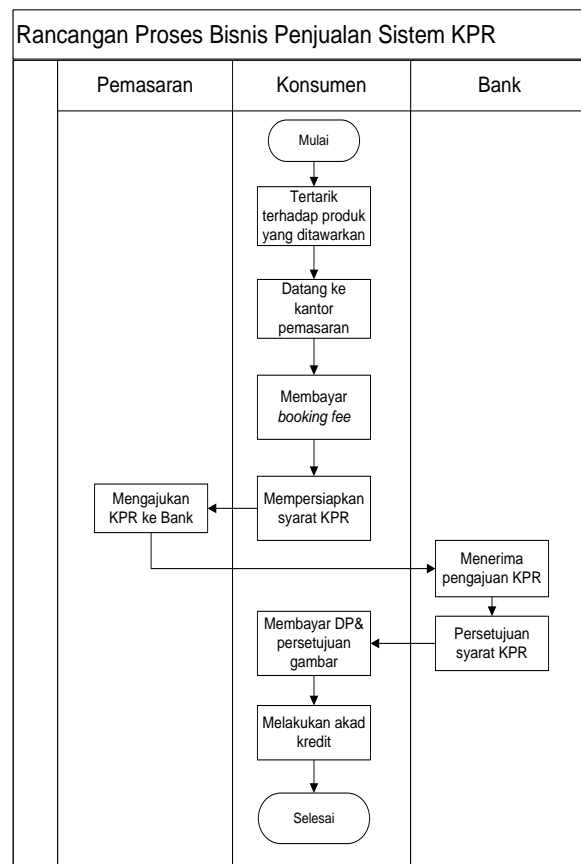 Rancangan Proses Bisnis Penjualan Sistem KPR
Pemasaran
Konsumen
Bank
Mulai
Tertarik
terhadap produk
yang ditawarkan
Datang ke
kantor
pemasaran
Membayar
booking fee
Mempersiapkan
syarat KPR
Mengajukan
KPR ke Bank
Menerima
pengajuan KPR
Persetujuan
syarat KPR
Membayar DP&
persetujuan
gambar
Melakukan akad
kredit
Selesai